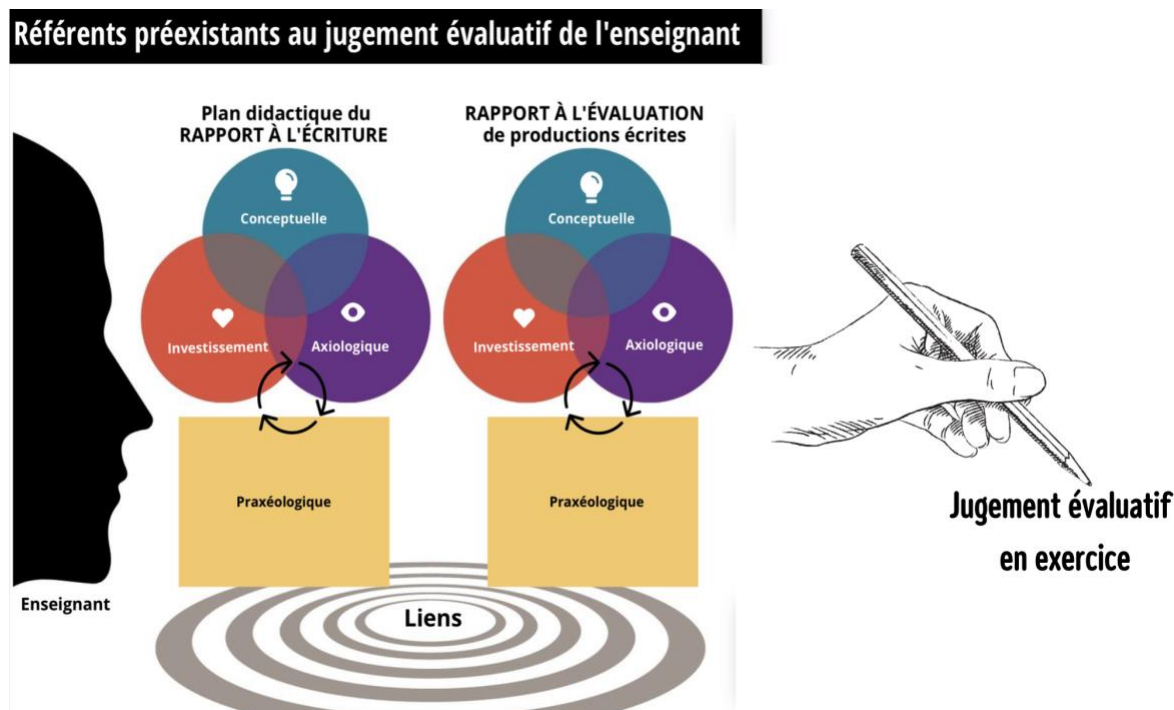 Référents préexistants au jugement évaluatif de l'enseignant
Plan didactique du
RAPPORT À L'ÉCRITURE
Conceptuelle
Investissement
Axiologique
Praxéologique
RAPPORT À L'ÉVALUATION
de productions écrites
Conceptuelle
Investissement
Axiologique
Praxéologique
Enseignant
Liens
Jugement évaluatif
en exercice